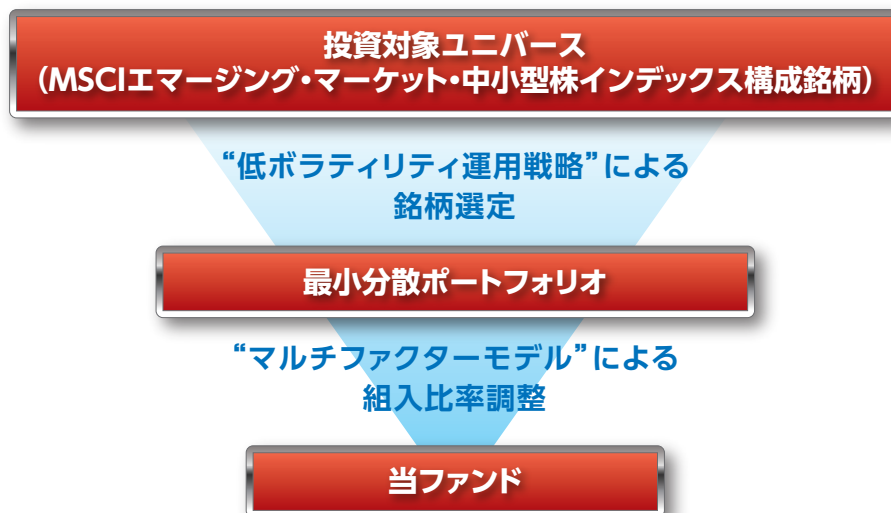 投資対象ユニバース
(MSCIエマージング・マーケット・中小型株インデックス構成銘柄)
“低ボラティリティ運用戦略”による
銘柄選定
最小分散ポートフォリオ
“マルチファクターモデル”による
組入比率調整
当ファンド